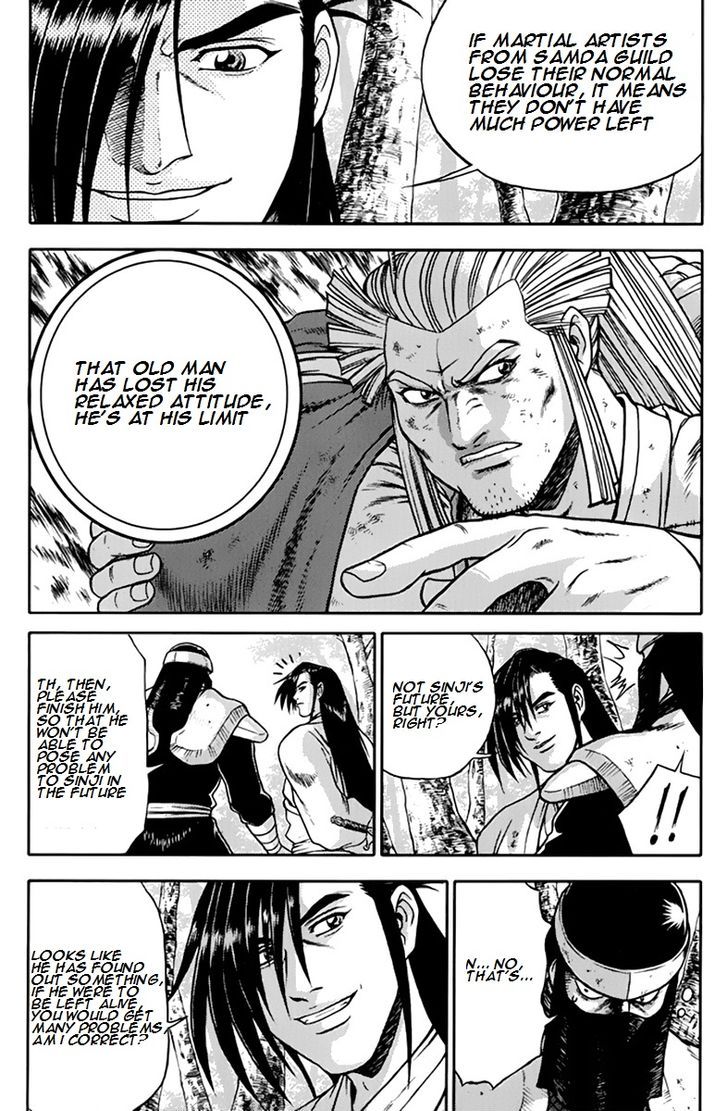 IF MARTIAL ARTISTS
FROM SAMDA GUILD
LOSE THEIR NORMAL
BEHAVIOUR, IT MEANS
THEY DON'T HAVE
MUCH POWER LEFT
THAT OLD MAN
HAS LOST HIS
RELAXED ATTITUDE,
HE'S AT HIS LIMIT
TH, THEN,
PLEASE
FINISH HIM,
SO THAT HE
WON'T BE
ABLE TO
POSE ANY
PROBLEM
TO SINJI IN
THE FUTURE
NOT SINJI'S
FUTURE
BUT YOURS,
RIGHT?
!!
LOOKS LIKE
HE HAS FOUND
OUT SOMETHING,
IF HE WERE TO
BE LEFT ALIVE,
YOU WOULD GET
MANY PROBLEMS,
AM I CORRECT?
N... NO,
THAT'S...